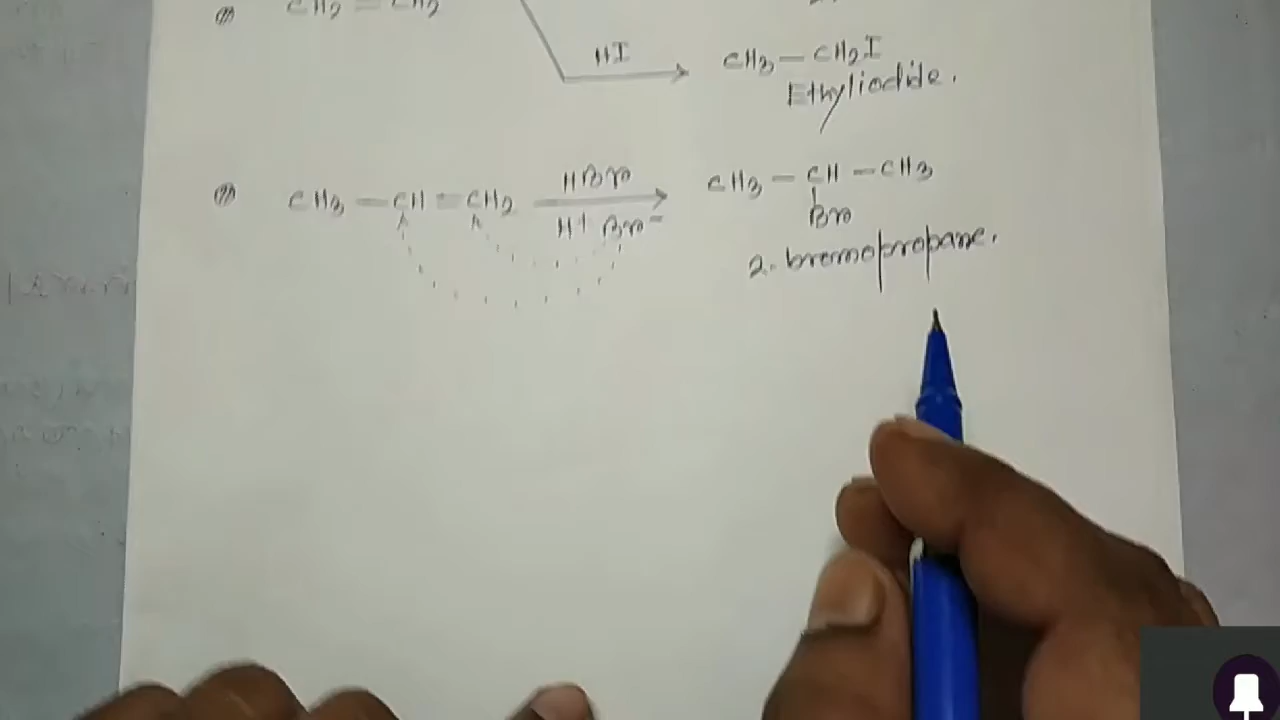 CH2 = CH2
HI
CH3 — CH2I
Ethyliodide.
CH3 — CH = CH2
HBr
H+ Br-
CH3 — CH — CH3
Br
2. bromopropane.